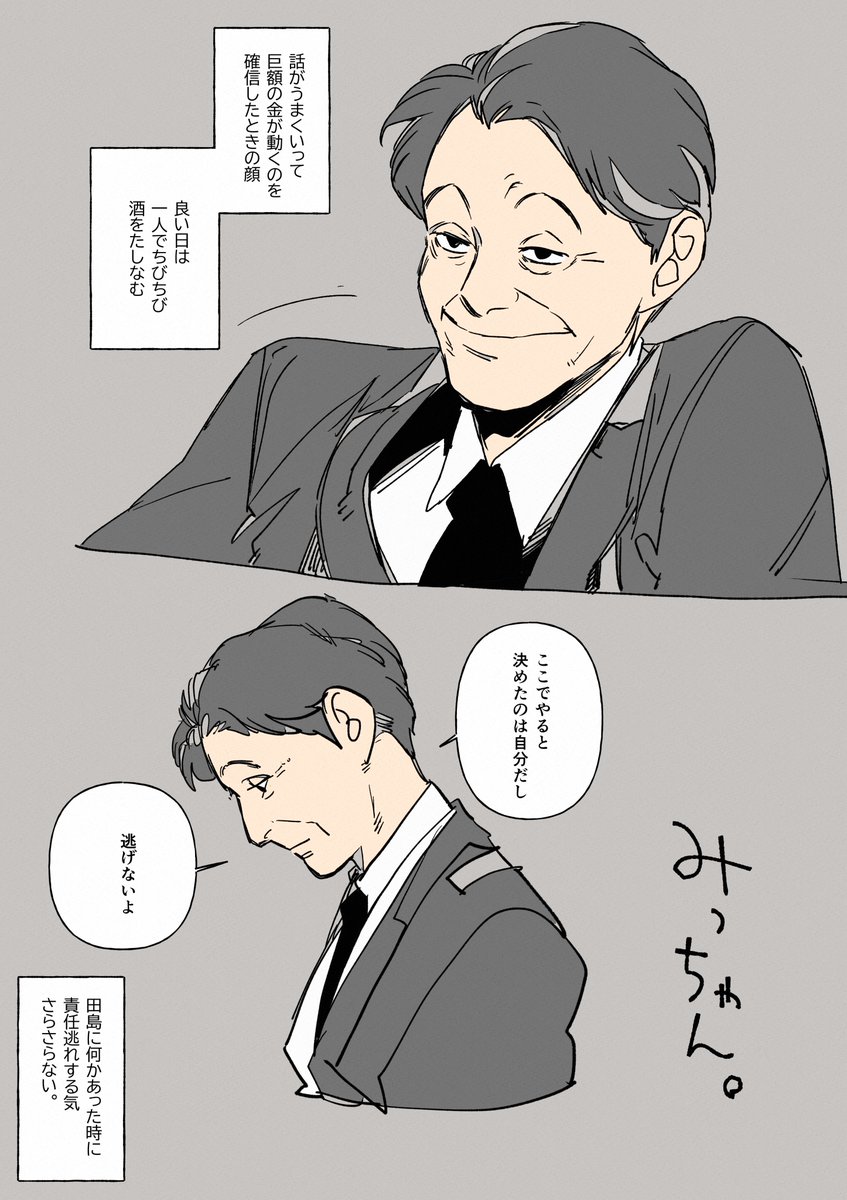 話がうまくいって
巨額の金が動くのを
確信したときの顔
良い日は
一人でちびちび
酒をたしなむ
ここでやると
決めたのは自分だし
逃げないよ
みっちゃん。
田島に何かあった時に
責任逃れする気
さらさらない。